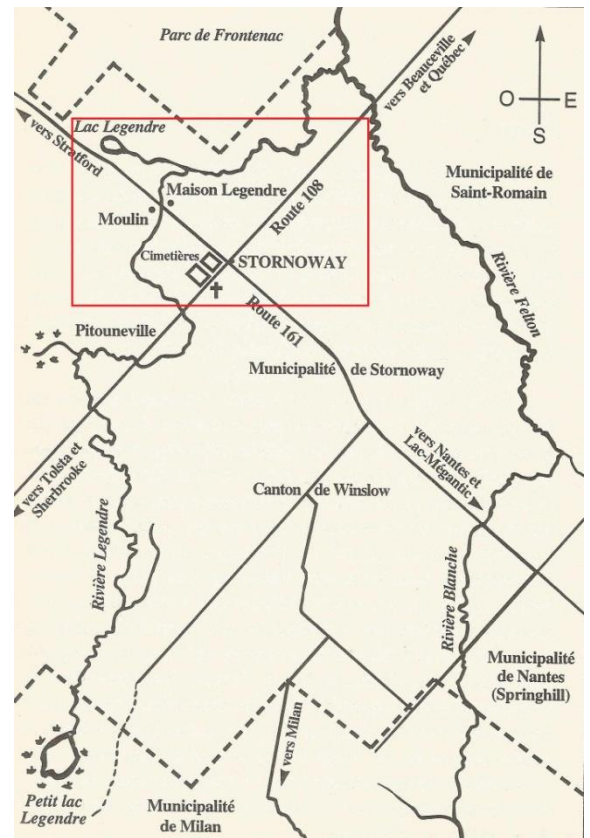 Parc de Frontenac
vers Beauceville
et Québec
O
E
S
Lac Legendre
vers Stratford
Municipalité de
Saint-Romain
Maison Legendre
Route 108
Moulin
Cimetières
STORNOWAY
Rivière Felton
Route 161
Pitouneville
Municipalité de Stornoway
vers Nantes et
Lac-Mégantic
vers Tolsta et
Sherbrooke
Canton de Winslow
Rivière Legendre
Rivière Blanche
Municipalité
de Nantes
(Springhill)
vers Milan
Petit lac
Legendre
Municipalité
de Milan